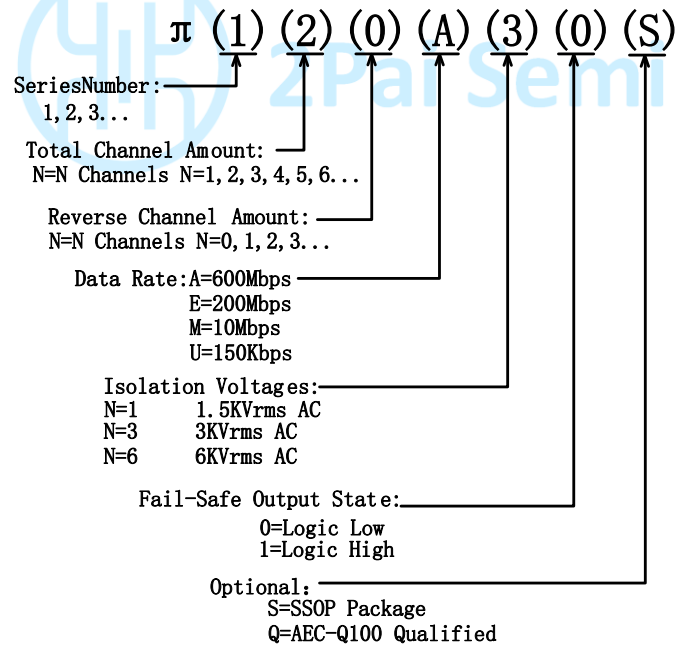 π (1) (2) (0) (A) (3) (0) (S)
2Pai Semi
SeriesNumber:
1,2,3...
Total Channel Amount:
N=N Channels N=1,2,3,4,5,6...
Reverse Channel Amount:
N=N Channels N=0,1,2,3...
Data Rate:A=600Mbps
E=200Mbps
M=10Mbps
U=150Kbps
Isolation Voltages:
N=1 1.5KVrms AC
N=3 3KVrms AC
N=6 6KVrms AC
Fail-Safe Output State:
0=Logic Low
1=Logic High
Optional:
S=SSOP Package
Q=AEC-Q100 Qualified